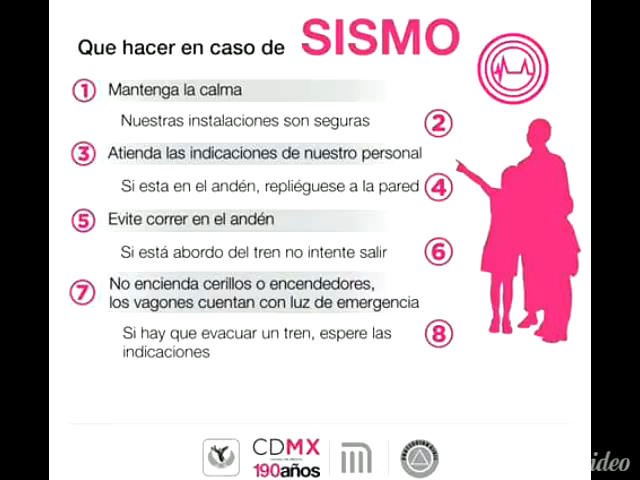 Que hacer en caso de SISMO
1 Mantenga la calma
Nuestras instalaciones son seguras 2
3 Atienda las indicaciones de nuestro personal
Si esta en el andén, repliéguese a la pared 4
5 Evite correr en el andén
Si está abordo del tren no intente salir 6
7 No encienda cerillos o encendedores,
los vagones cuentan con luz de emergencia
Si hay que evacuar un tren, espere las 8
indicaciones
CDMX
190años
ideo